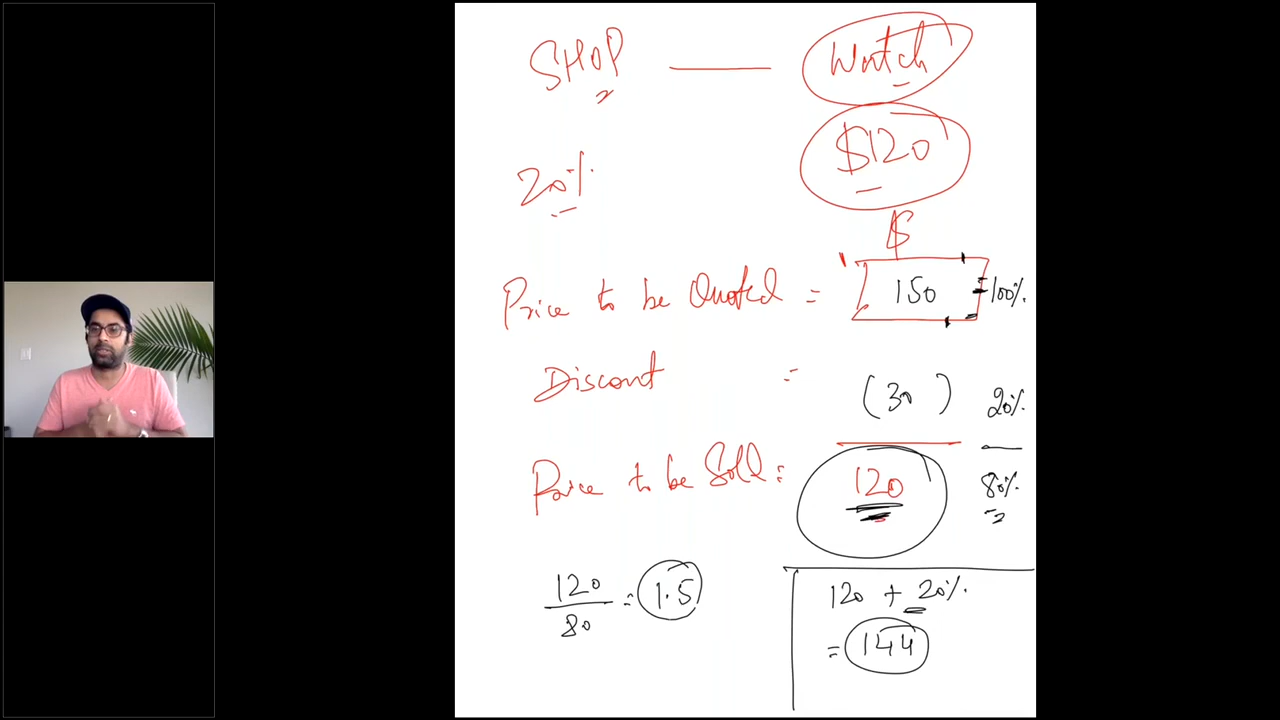 SHOP — Watch
$120
20%
$
Price to be Quoted = 150 100%
Discount = (30) 20%
Price to be Sold = 120 80%
120/80 = 1.5
120 + 20%
= 144